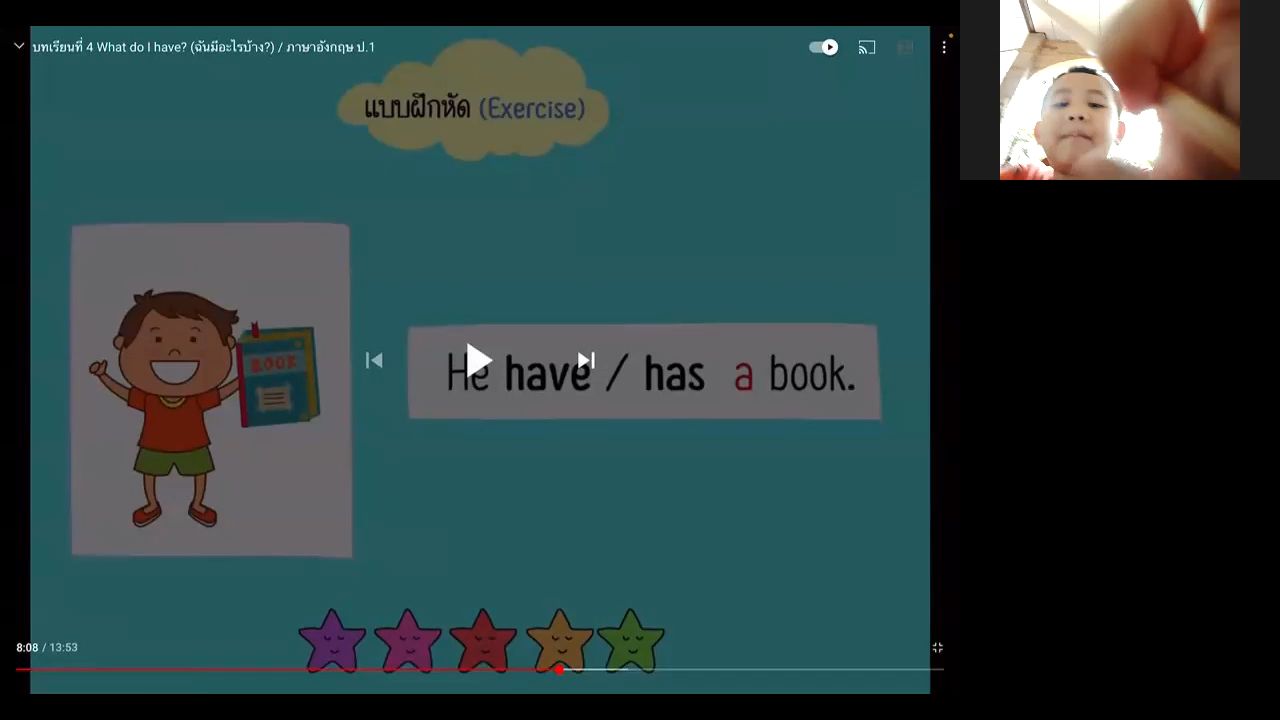 บทเรียนที่ 4 What do I have? (ฉันมีอะไรบ้าง?) / ภาษาอังกฤษ ป.1
แบบฝึกหัด (Exercise)
BOOK
He have / has a book.
8:08 / 13:53